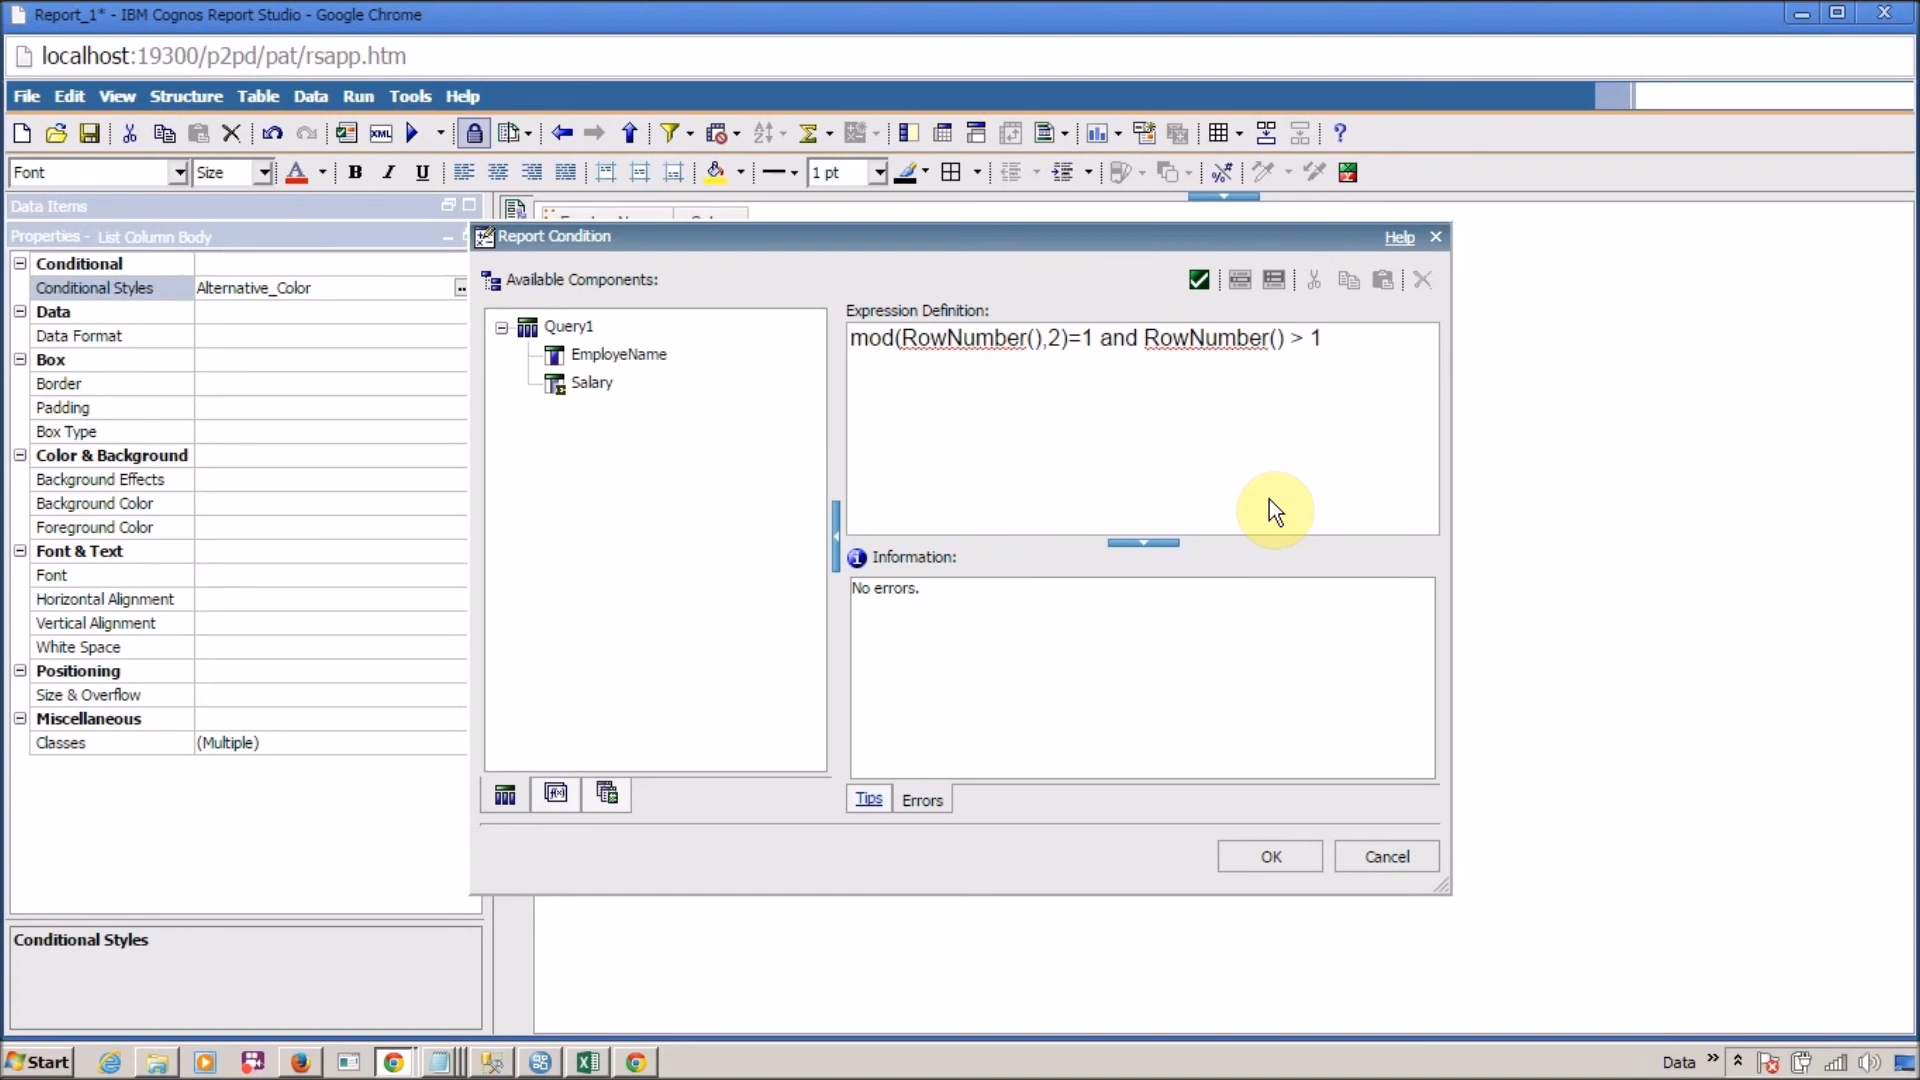 Report_1* - IBM Cognos Report Studio - Google Chrome
localhost:19300/p2pd/pat/rsapp.htm
File Edit View Structure Table Data Run Tools Help
XML
Font Size A B I U 1 pt
Data Items
Properties - List Column Body
Conditional
Conditional Styles Alternative_Color
Data
Data Format
Box
Border
Padding
Box Type
Color & Background
Background Effects
Background Color
Foreground Color
Font & Text
Font
Horizontal Alignment
Vertical Alignment
White Space
Positioning
Size & Overflow
Miscellaneous
Classes (Multiple)
Conditional Styles
Report Condition Help
Available Components:
Query1
EmployeName
Salary
Expression Definition:
mod(RowNumber(),2)=1 and RowNumber() > 1
Information:
No errors.
Tips Errors
OK Cancel
Start Data